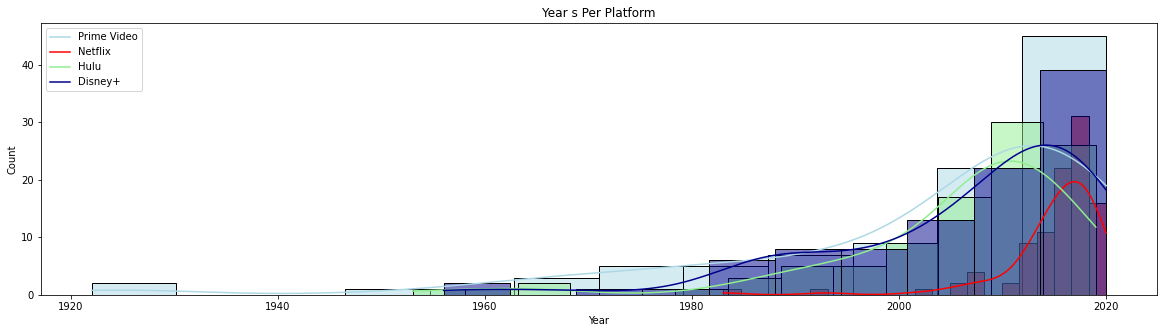 Year s Per Platform
Prime Video
Netflix
Hulu
Disney+
Count
40
30
20
10
0
1920 1940 1960 1980 2000 2020
Year